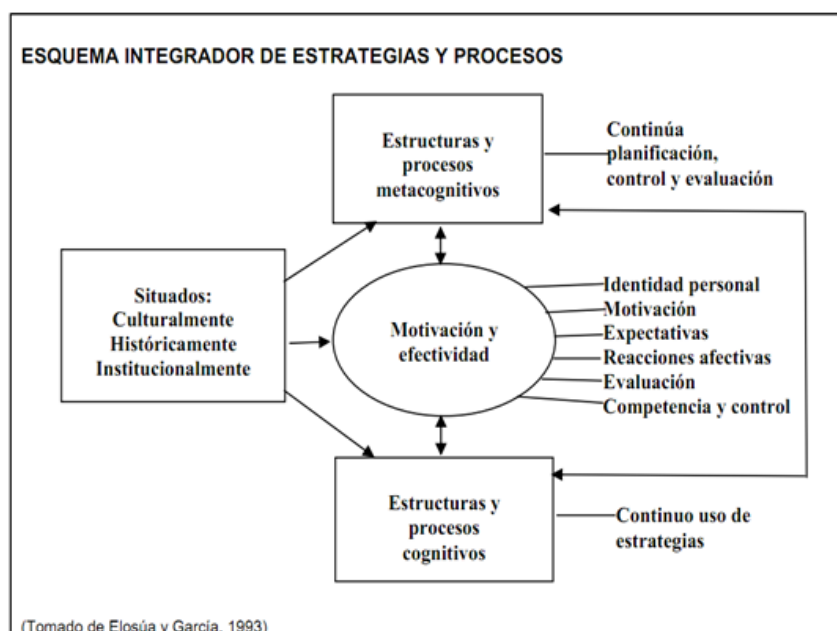 ESQUEMA INTEGRADOR DE ESTRATEGIAS Y PROCESOS
Estructuras y
procesos
metacognitivos
Continúa
planificación,
control y evaluación
Situados:
Culturalmente
Históricamente
Institucionalmente
Motivación y
efectividad
Identidad personal
Motivación
Expectativas
Reacciones afectivas
Evaluación
Competencia y control
Estructuras y
procesos
cognitivos
Continuo uso de
estrategias
(Tomado de Elosúa y García, 1993)